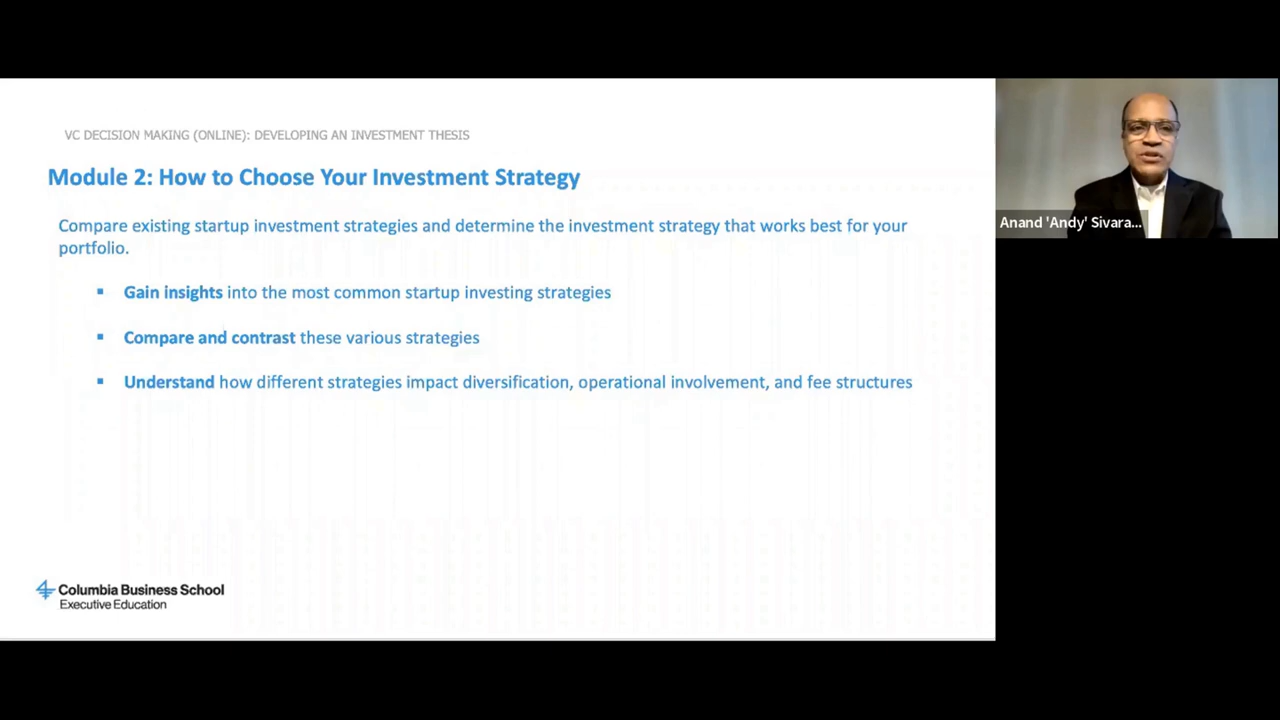 VC DECISION MAKING (ONLINE): DEVELOPING AN INVESTMENT THESIS
Module 2: How to Choose Your Investment Strategy
Compare existing startup investment strategies and determine the investment strategy that works best for your
portfolio.
▪ Gain insights into the most common startup investing strategies
▪ Compare and contrast these various strategies
▪ Understand how different strategies impact diversification, operational involvement, and fee structures
Columbia Business School
Executive Education
Anand 'Andy' Sivara...